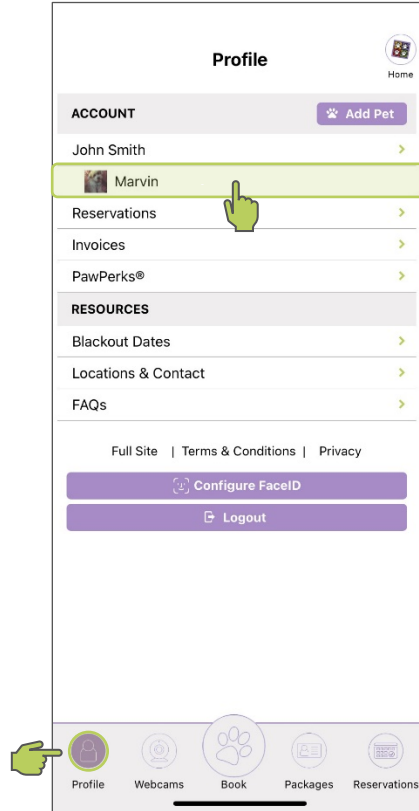 Profile
Home
ACCOUNT
Add Pet
John Smith
Marvin
Reservations
Invoices
PawPerks®
RESOURCES
Blackout Dates
Locations & Contact
FAQs
Full Site | Terms & Conditions | Privacy
Configure FaceID
Logout
Profile Webcams Book Packages Reservations